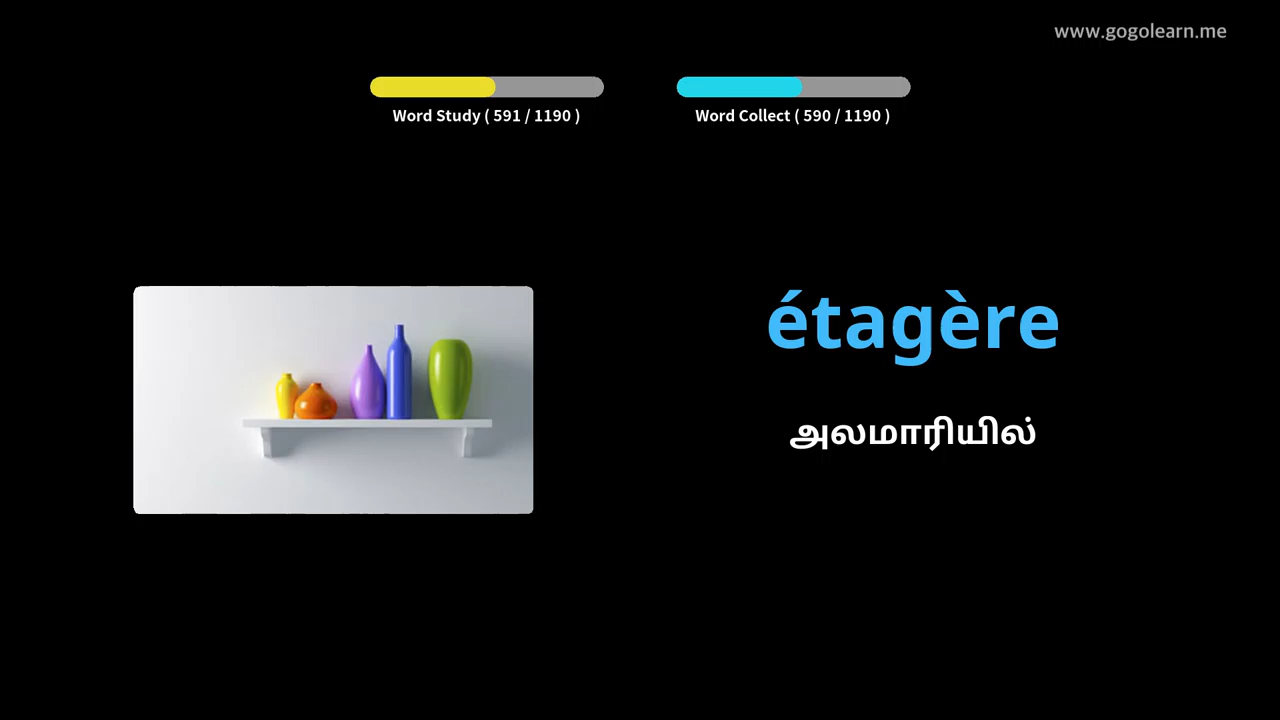 www.gogolearn.me
Word Study ( 591 / 1190 )
Word Collect ( 590 / 1190 )
étagère
அலமாரியில்